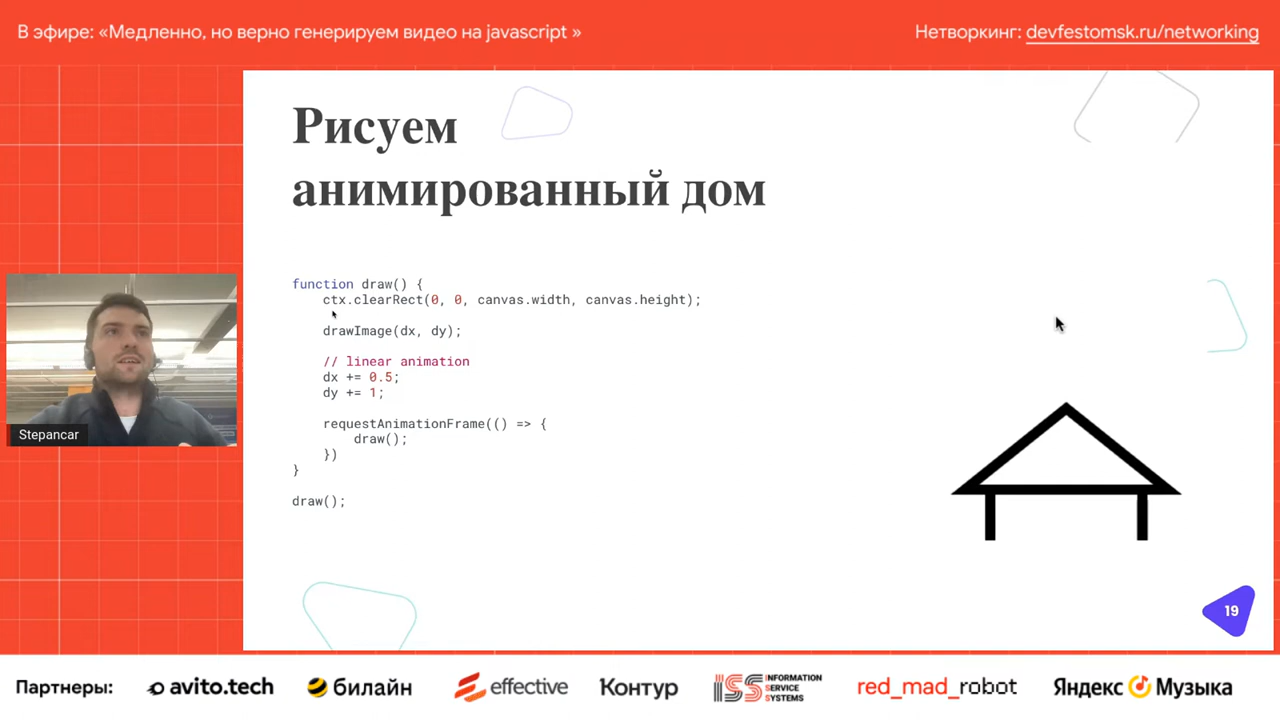 В эфире: «Медленно, но верно генерируем видео на javascript »
Нетворкинг: devfestomsk.ru/networking
Рисуем
анимированный дом
function draw() {
ctx.clearRect(0, 0, canvas.width, canvas.height);
drawImage(dx, dy);
// linear animation
dx += 0.5;
dy += 1;
requestAnimationFrame(() => {
draw();
})
}
draw();
Stepancar
19
Партнеры:
avito.tech
билайн
effective
Контур
ISS INFORMATION
SERVICE
SYSTEMS
red_mad_robot
Яндекс Музыка